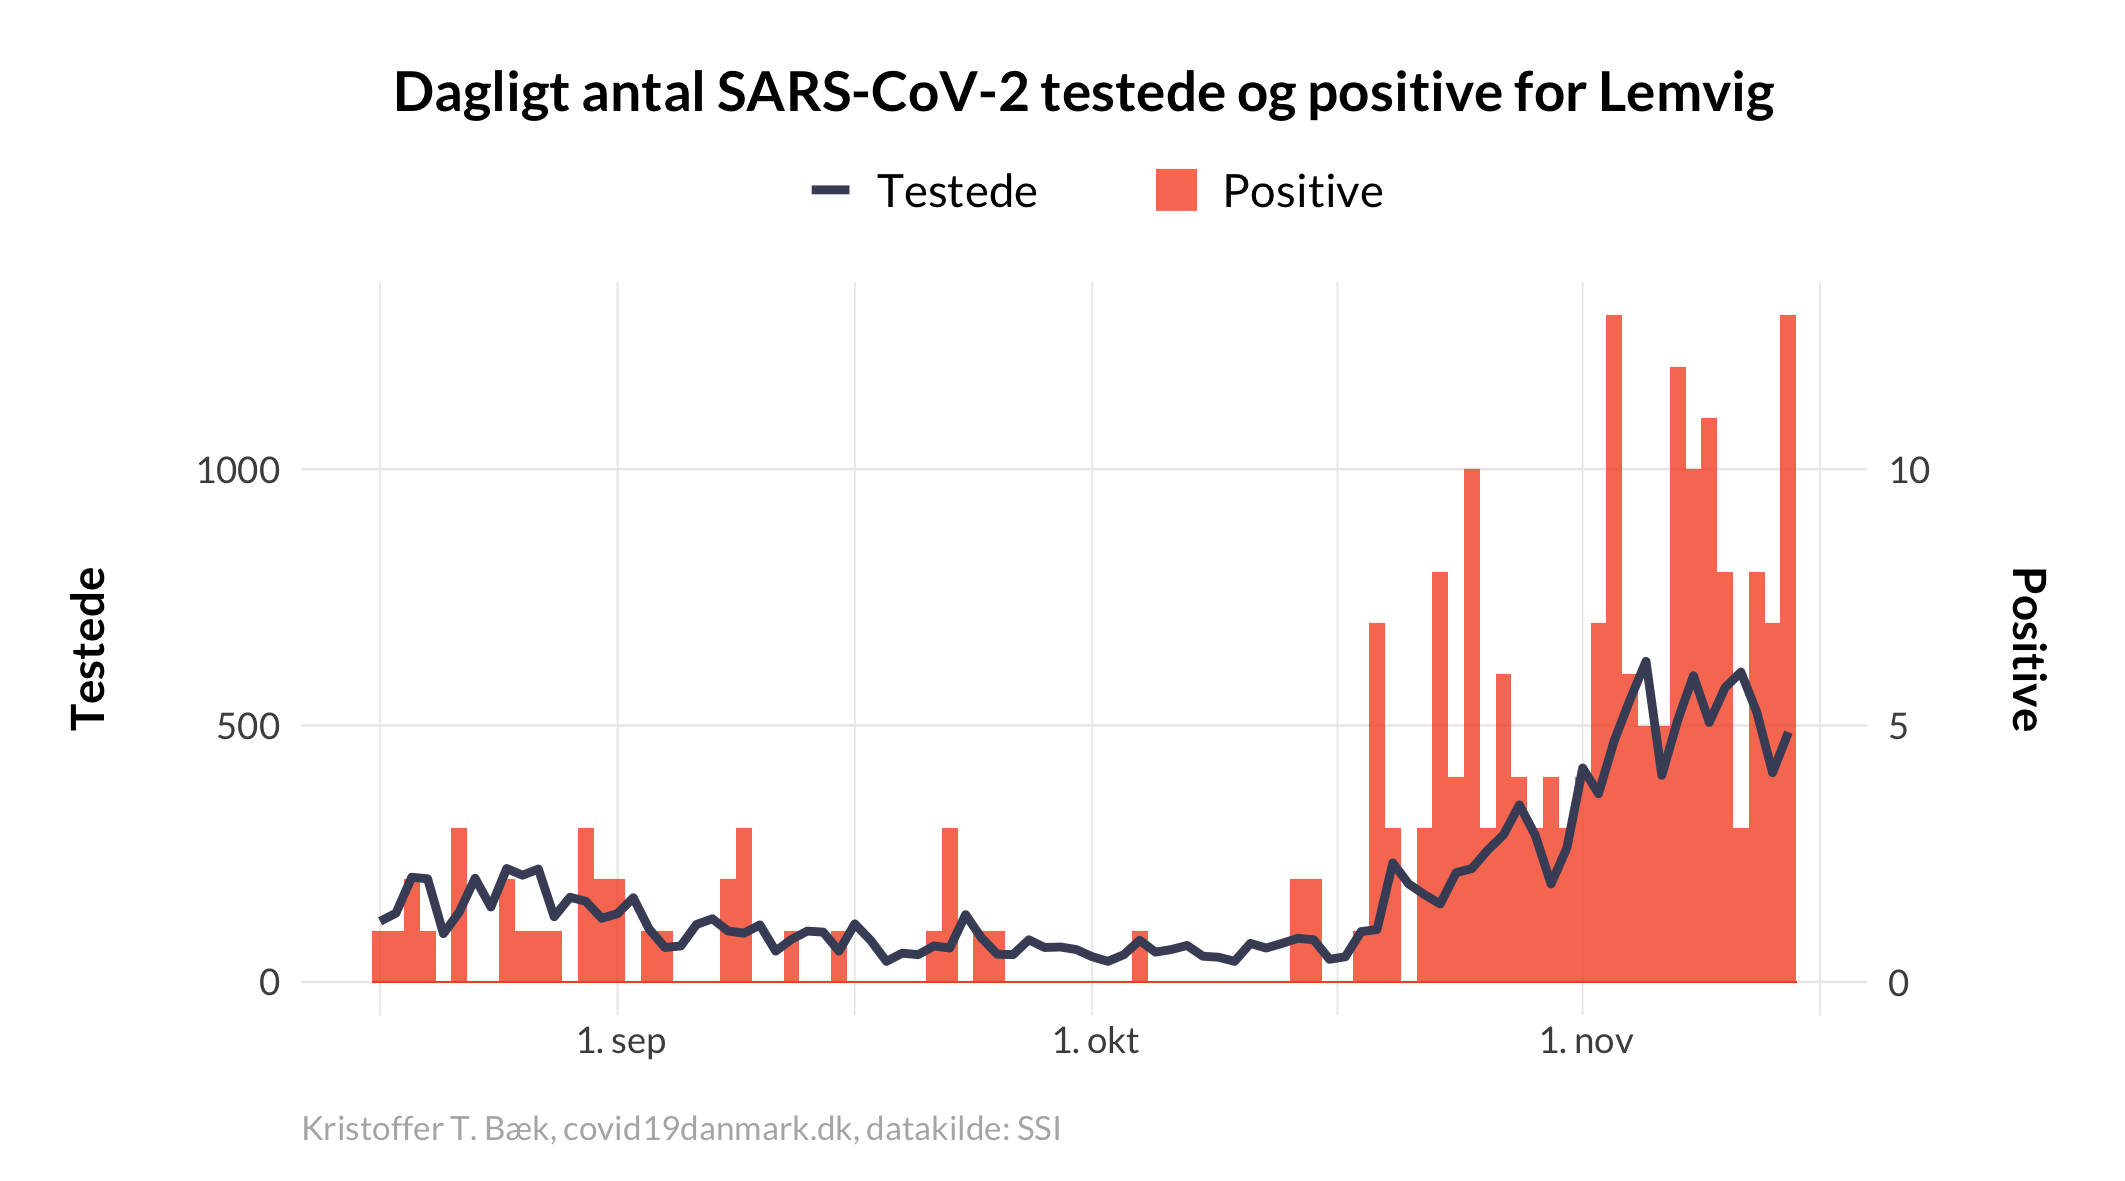 Dagligt antal SARS-CoV-2 testede og positive for Lemvig
Testede Positive
1000 10
500 5
0 0
Testede
Positive
1. sep 1. okt 1. nov
Kristoffer T. Bæk, covid19danmark.dk, datakilde: SSI